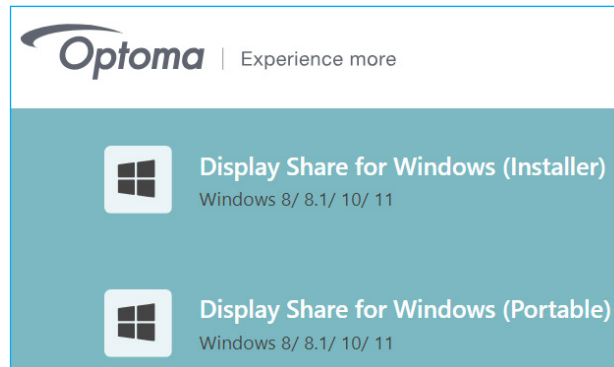 Optoma | Experience more
Display Share for Windows (Installer)
Windows 8/ 8.1/ 10/ 11
Display Share for Windows (Portable)
Windows 8/ 8.1/ 10/ 11